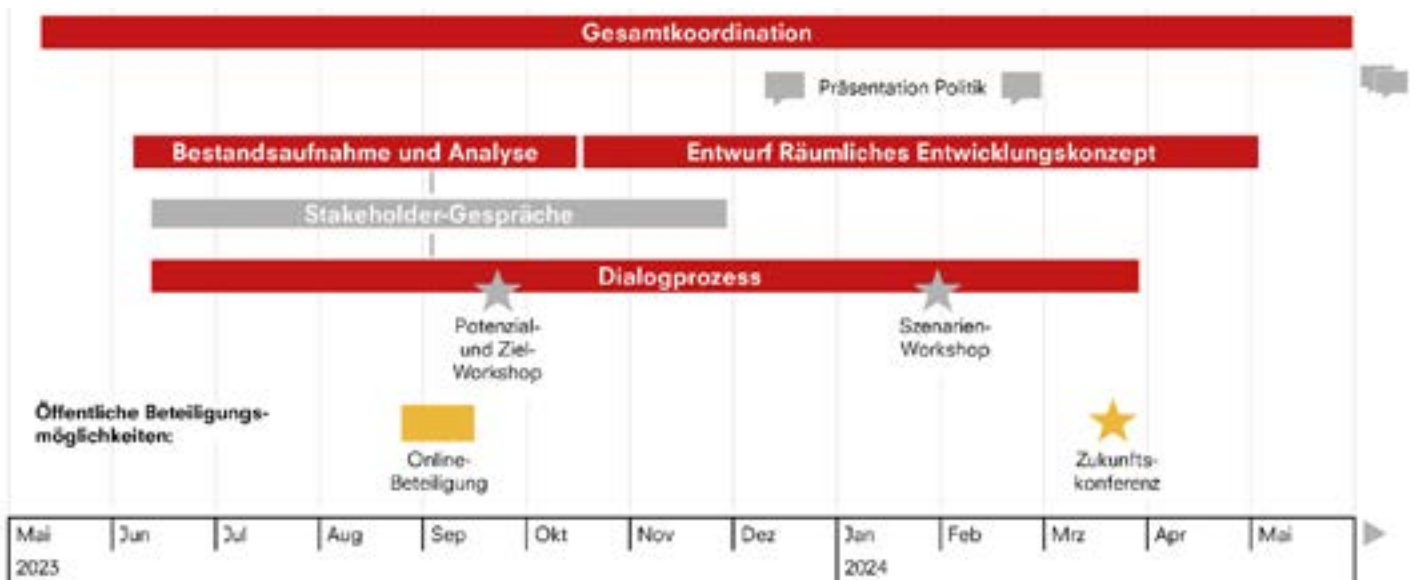 Gesamtkoordination
Präsentation Politik
Bestandsaufnahme und Analyse
Entwurf Räumliches Entwicklungskonzept
Stakeholder-Gespräche
Dialogprozess
Potenzial-
und Ziel-
Workshop
Szenarien-
Workshop
Öffentliche Beteiligungs-
möglichkeiten:
Online-
Beteiligung
Zukunfts-
konferenz
Mai Jun Jul Aug Sep Okt Nov Dez Jan Feb Mrz Apr Mai
2023 2024